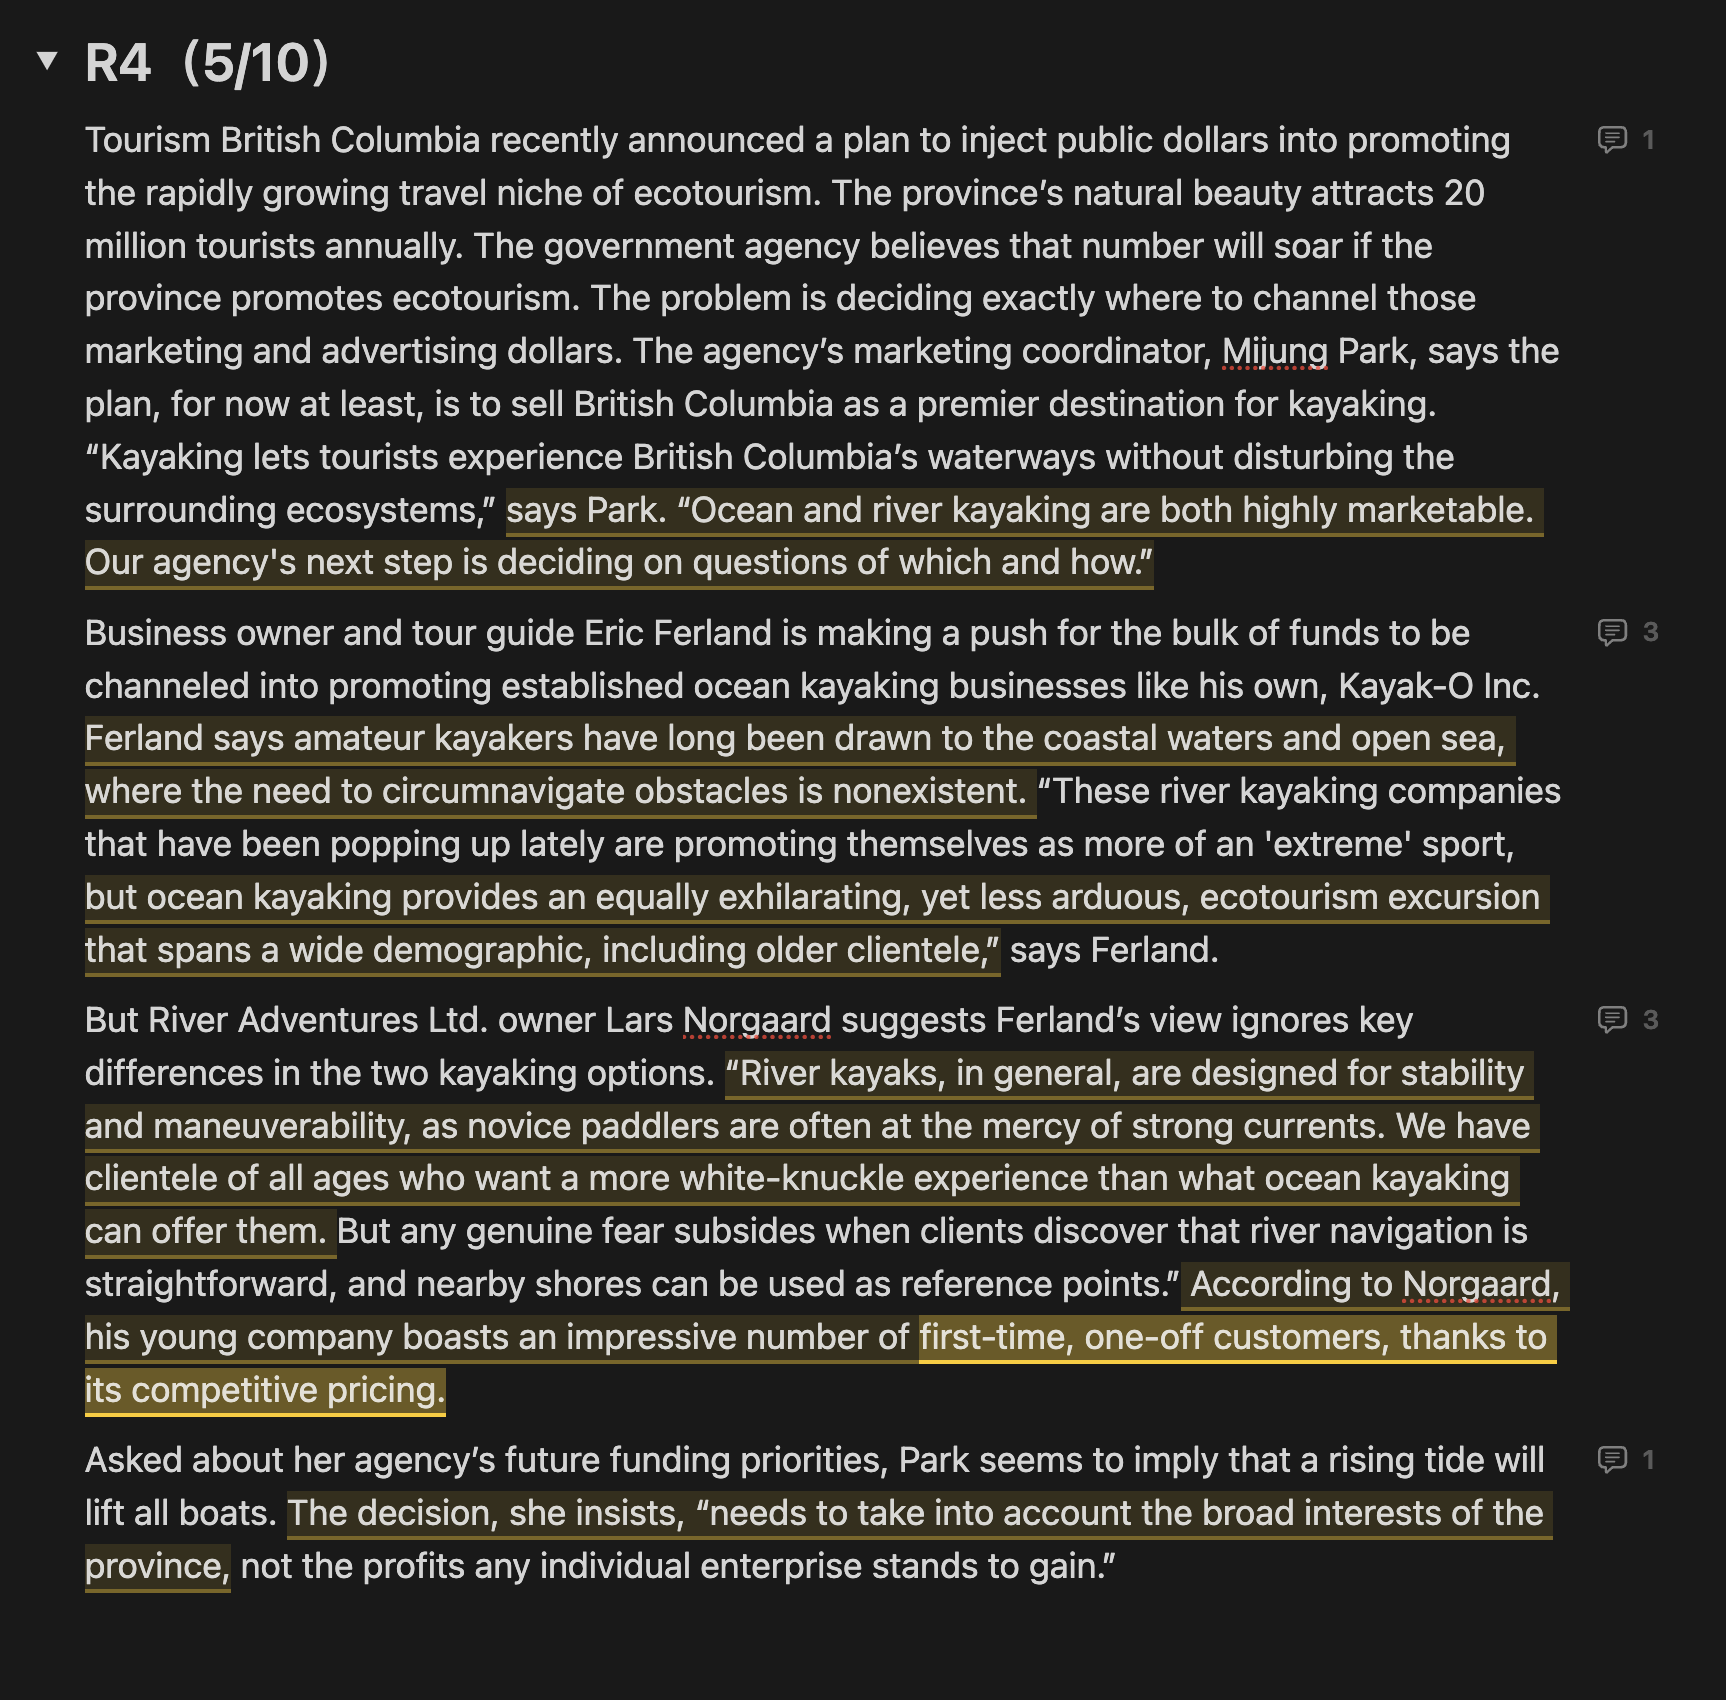 ▼ R4 (5/10)
Tourism British Columbia recently announced a plan to inject public dollars into promoting
1
the rapidly growing travel niche of ecotourism. The province’s natural beauty attracts 20
million tourists annually. The government agency believes that number will soar if the
province promotes ecotourism. The problem is deciding exactly where to channel those
marketing and advertising dollars. The agency’s marketing coordinator, Mijung Park, says the
plan, for now at least, is to sell British Columbia as a premier destination for kayaking.
“Kayaking lets tourists experience British Columbia’s waterways without disturbing the
surrounding ecosystems,” says Park. “Ocean and river kayaking are both highly marketable.
Our agency's next step is deciding on questions of which and how.”
Business owner and tour guide Eric Ferland is making a push for the bulk of funds to be
3
channeled into promoting established ocean kayaking businesses like his own, Kayak-O Inc.
Ferland says amateur kayakers have long been drawn to the coastal waters and open sea,
where the need to circumnavigate obstacles is nonexistent. “These river kayaking companies
that have been popping up lately are promoting themselves as more of an 'extreme' sport,
but ocean kayaking provides an equally exhilarating, yet less arduous, ecotourism excursion
that spans a wide demographic, including older clientele,” says Ferland.
But River Adventures Ltd. owner Lars Norgaard suggests Ferland’s view ignores key
3
differences in the two kayaking options. “River kayaks, in general, are designed for stability
and maneuverability, as novice paddlers are often at the mercy of strong currents. We have
clientele of all ages who want a more white-knuckle experience than what ocean kayaking
can offer them. But any genuine fear subsides when clients discover that river navigation is
straightforward, and nearby shores can be used as reference points.” According to Norgaard,
his young company boasts an impressive number of first-time, one-off customers, thanks to
its competitive pricing.
Asked about her agency’s future funding priorities, Park seems to imply that a rising tide will
1
lift all boats. The decision, she insists, “needs to take into account the broad interests of the
province, not the profits any individual enterprise stands to gain.”